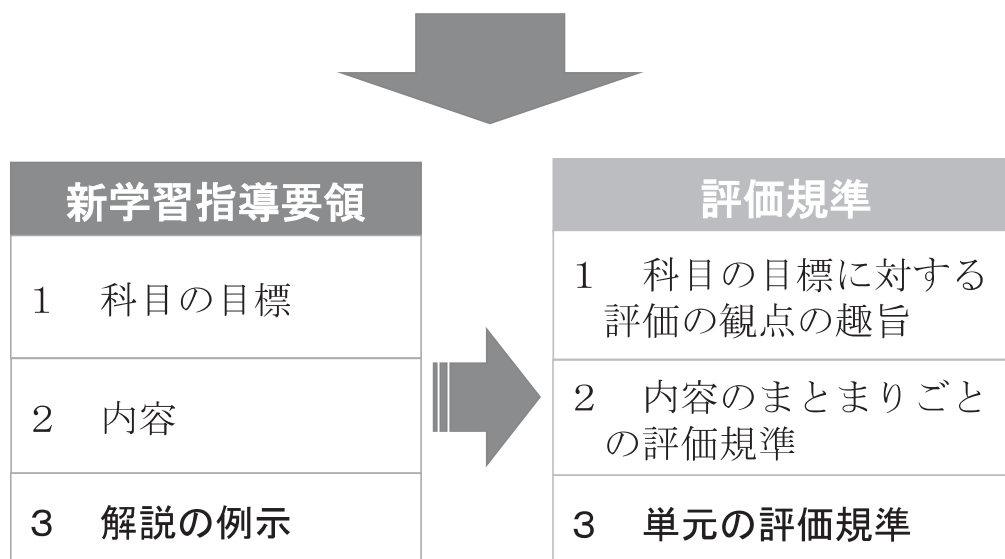 新学習指導要領
1　科目の目標
2　内容
3　解説の例示
評価規準
1　科目の目標に対する
評価の観点の趣旨
2　内容のまとまりごと
の評価規準
3　単元の評価規準